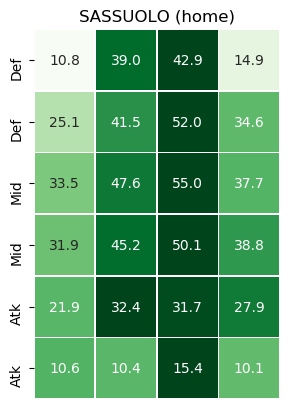 SASSUOLO (home)
Def 10.8 39.0 42.9 14.9
Def 25.1 41.5 52.0 34.6
Mid 33.5 47.6 55.0 37.7
Mid 31.9 45.2 50.1 38.8
Atk 21.9 32.4 31.7 27.9
Atk 10.6 10.4 15.4 10.1